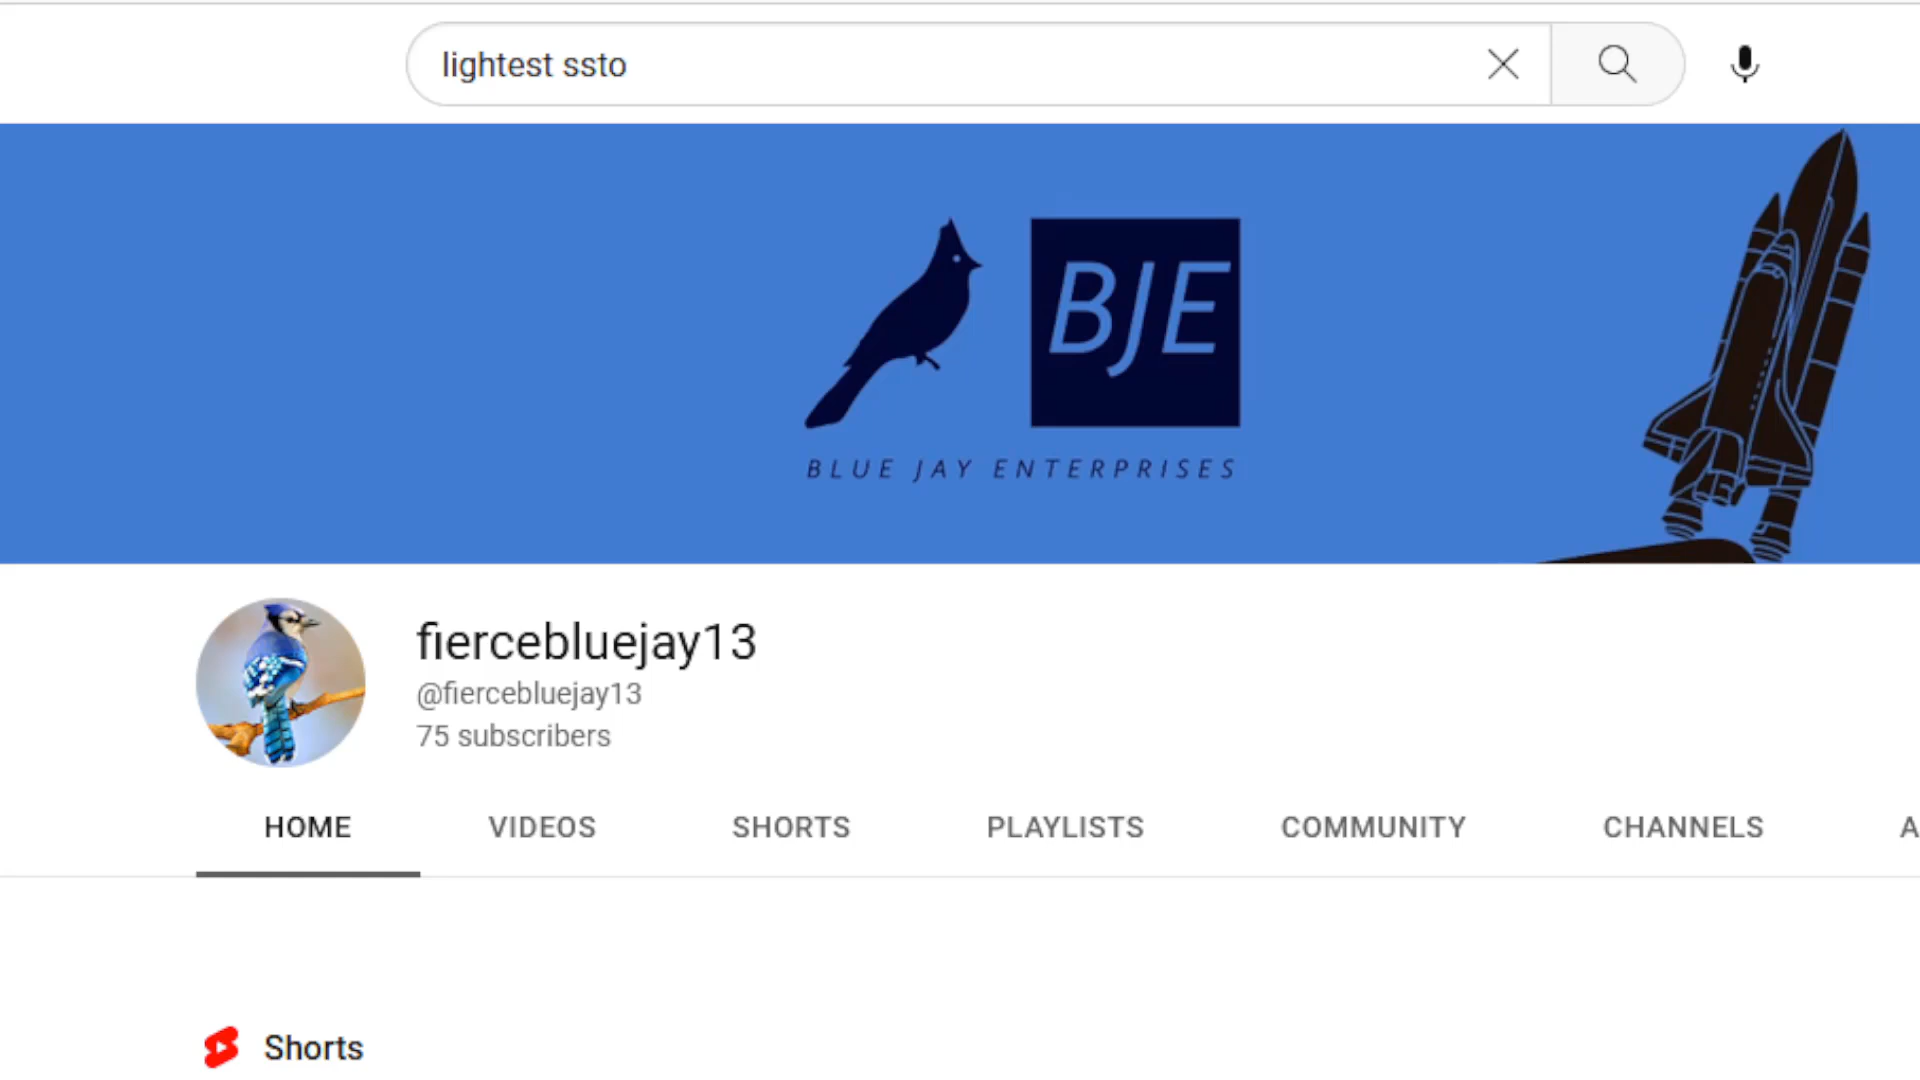 lightest ssto
BJE
BLUE JAY ENTERPRISES
fiercebluejay13
@fiercebluejay13
75 subscribers
HOME VIDEOS SHORTS PLAYLISTS COMMUNITY CHANNELS A
Shorts